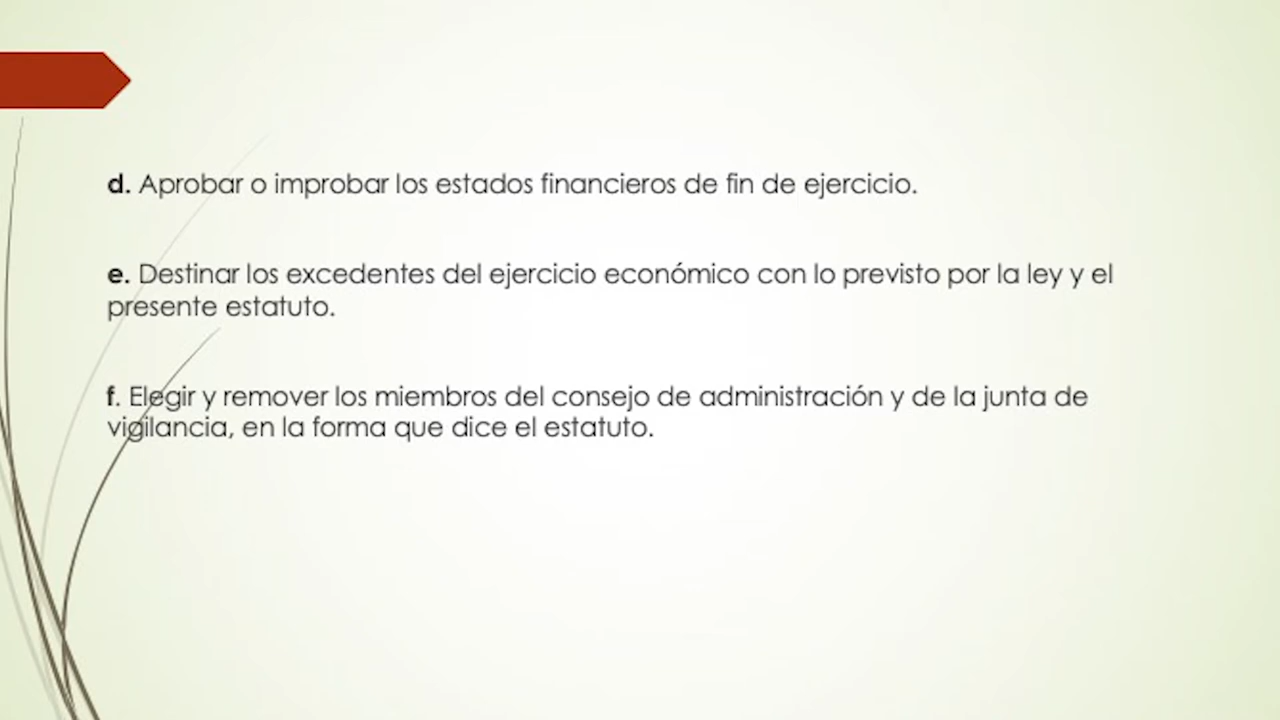 d. Aprobar o improbar los estados financieros de fin de ejercicio.
e. Destinar los excedentes del ejercicio económico con lo previsto por la ley y el
presente estatuto.
f. Elegir y remover los miembros del consejo de administración y de la junta de
vigilancia, en la forma que dice el estatuto.